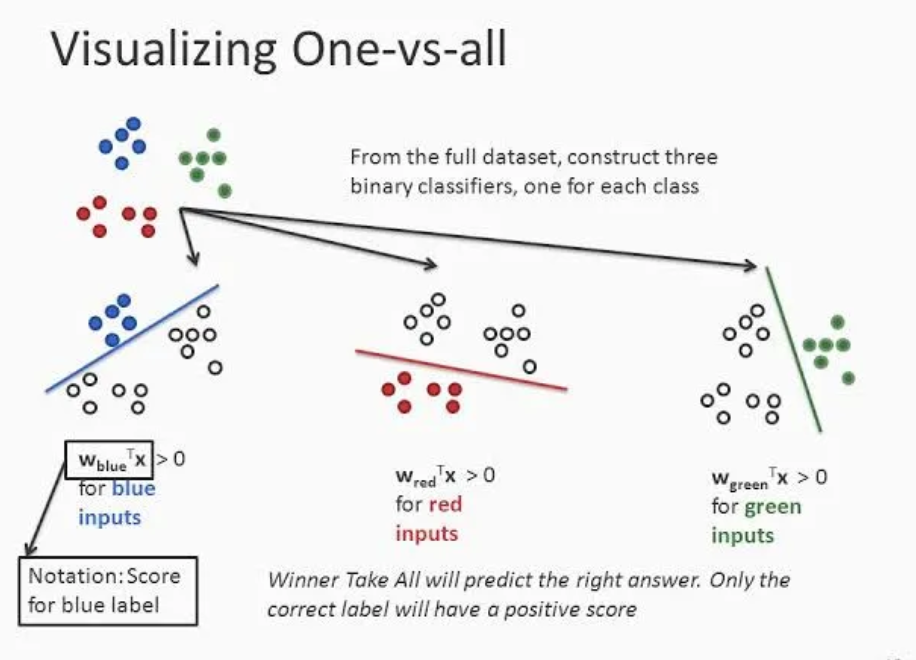 Visualizing One-vs-all
From the full dataset, construct three
binary classifiers, one for each class
w_blue^T x > 0
for blue
inputs
w_red^T x > 0
for red
inputs
w_green^T x > 0
for green
inputs
Notation: Score
for blue label
Winner Take All will predict the right answer. Only the
correct label will have a positive score